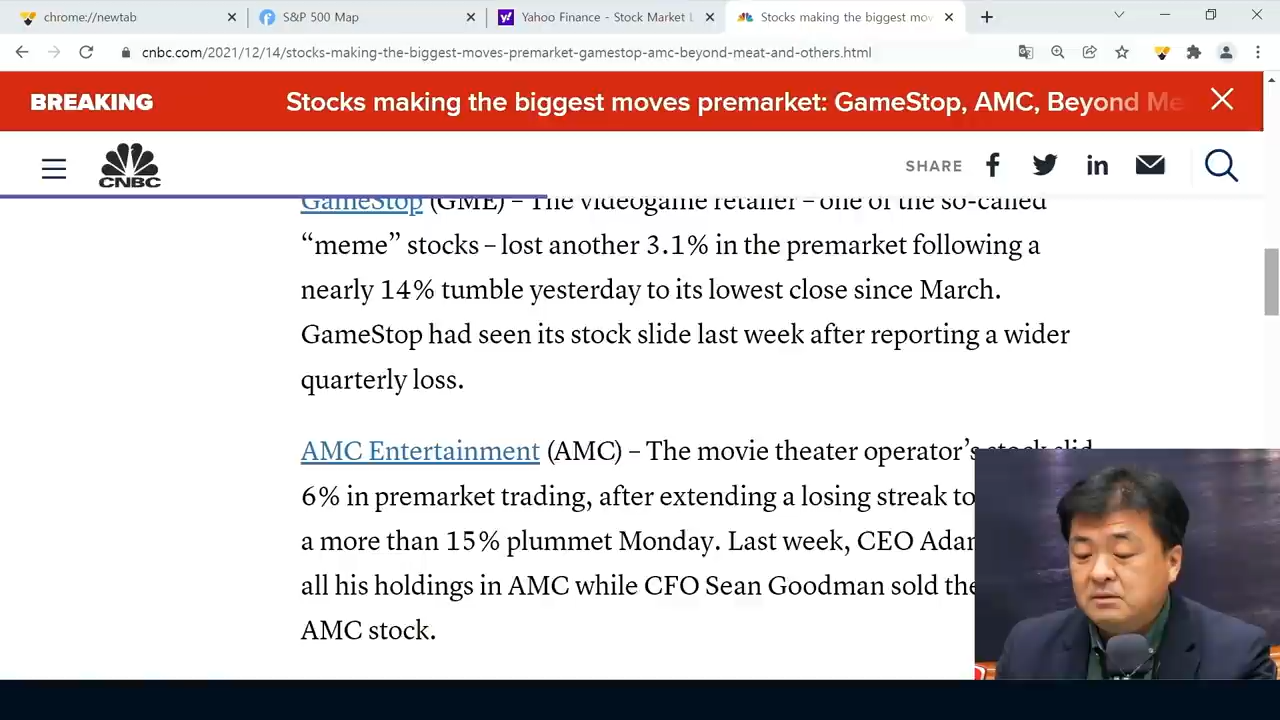 chrome://newtab
S&P 500 Map
Yahoo Finance - Stock Market L
Stocks making the biggest mov
cnbc.com/2021/12/14/stocks-making-the-biggest-moves-premarket-gamestop-amc-beyond-meat-and-others.html
BREAKING
Stocks making the biggest moves premarket: GameStop, AMC, Beyond Me
CNBC
SHARE
GameStop (GME) – The videogame retailer – one of the so-called
“meme” stocks – lost another 3.1% in the premarket following a
nearly 14% tumble yesterday to its lowest close since March.
GameStop had seen its stock slide last week after reporting a wider
quarterly loss.
AMC Entertainment (AMC) – The movie theater operator’s stock slid
6% in premarket trading, after extending a losing streak to
a more than 15% plummet Monday. Last week, CEO Adam
all his holdings in AMC while CFO Sean Goodman sold the
AMC stock.